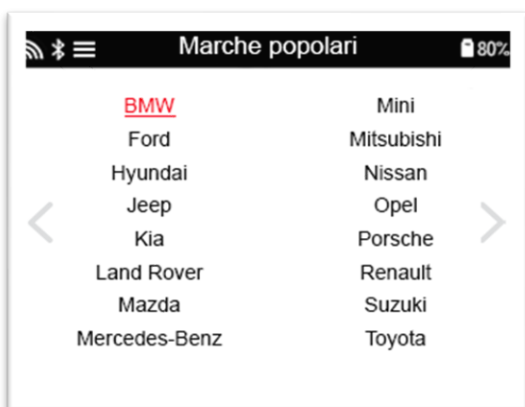 Marche popolari 80%
BMW
Ford
Hyundai
Jeep
Kia
Land Rover
Mazda
Mercedes-Benz
Mini
Mitsubishi
Nissan
Opel
Porsche
Renault
Suzuki
Toyota